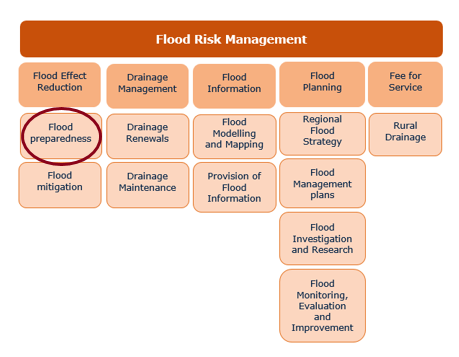 Flood Risk Management
Flood Effect
Reduction
Drainage
Management
Flood
Information
Flood
Planning
Fee for
Service
Flood
preparedness
Drainage
Renewals
Flood
Modelling
and Mapping
Regional
Flood
Strategy
Rural
Drainage
Flood
mitigation
Drainage
Maintenance
Provision of
Flood
Information
Flood
Management
plans
Flood
Investigation
and Research
Flood
Monitoring,
Evaluation
and
Improvement